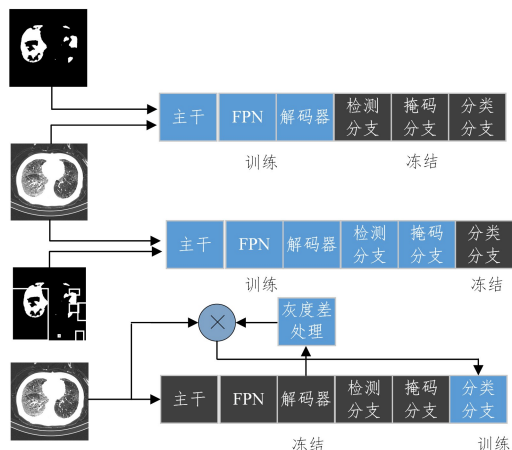 主干 FPN 解码器 检测分支 掩码分支 分类分支
训练 冻结
主干 FPN 解码器 检测分支 掩码分支 分类分支
训练 冻结
灰度差处理
主干 FPN 解码器 检测分支 掩码分支 分类分支
冻结 训练